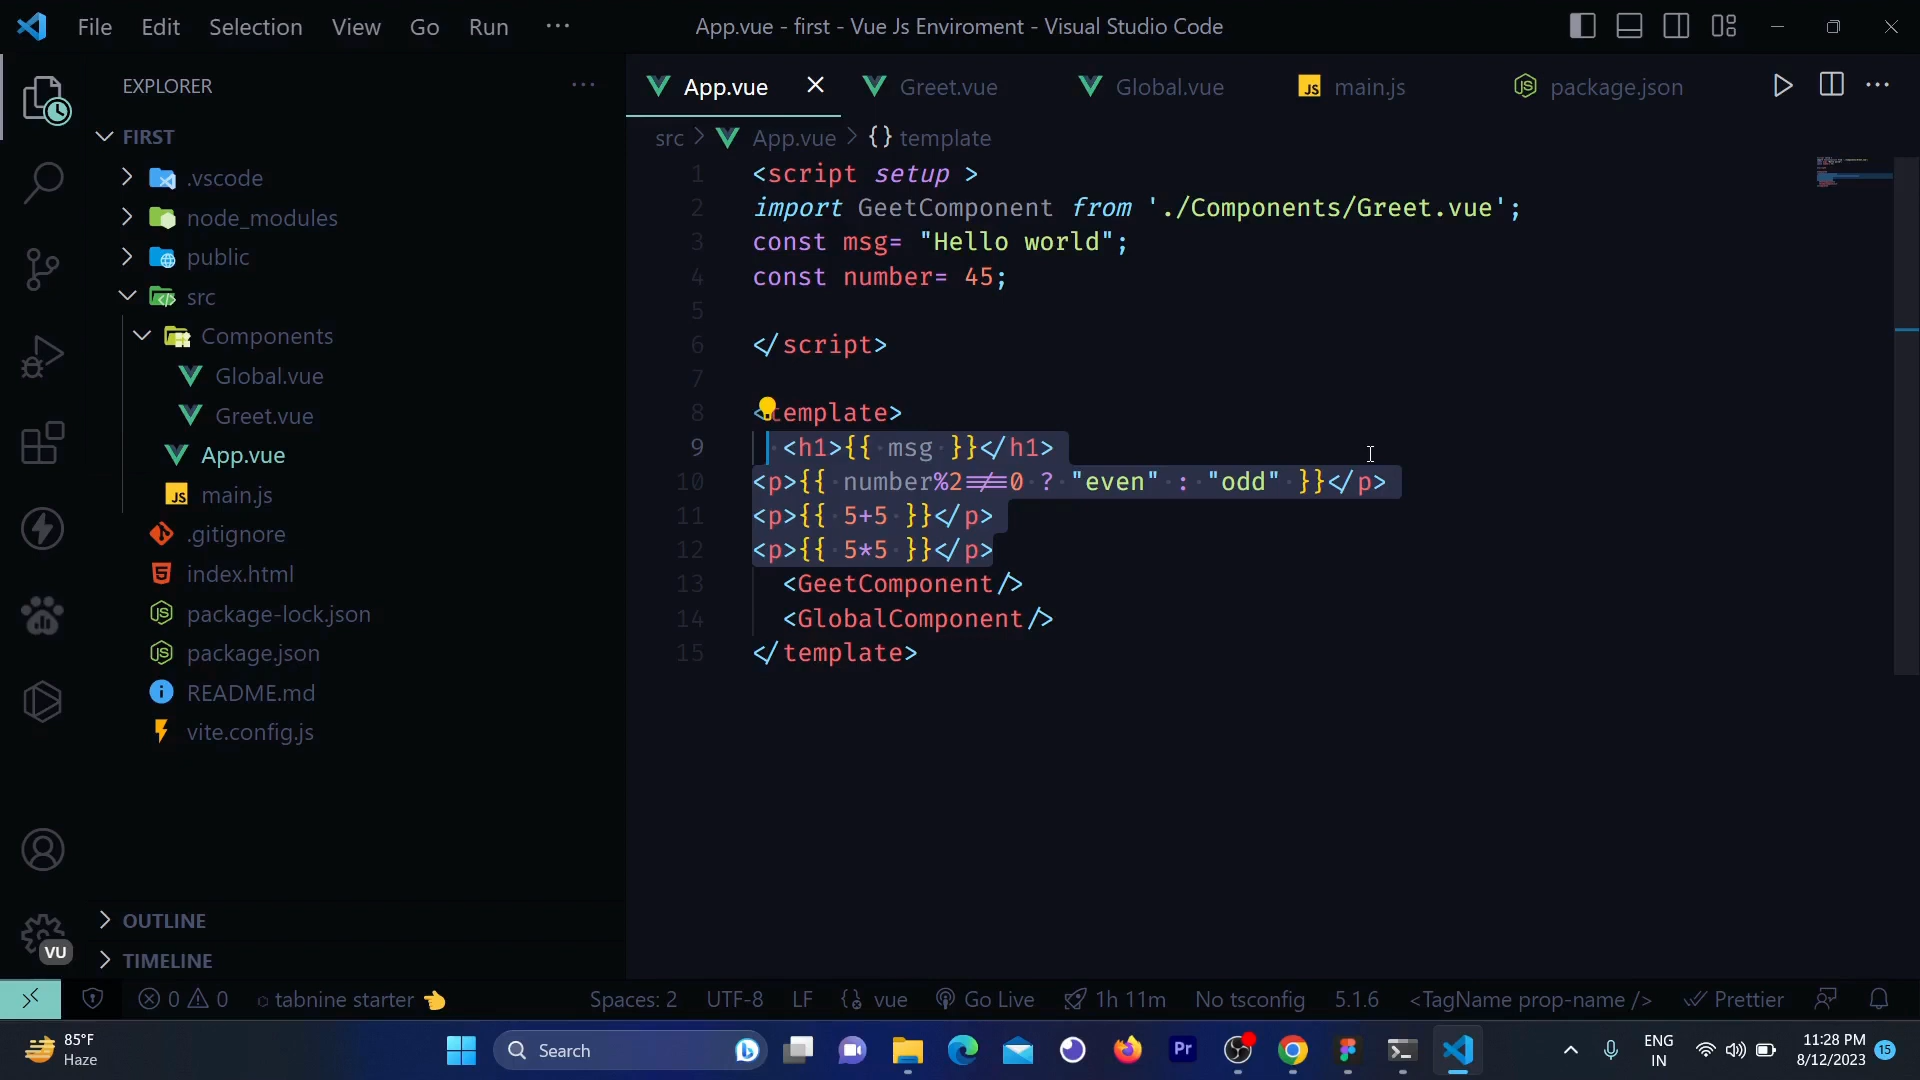 File Edit Selection View Go Run ···
App.vue - first - Vue Js Enviroment - Visual Studio Code
EXPLORER ···
FIRST
.vscode
node_modules
public
src
Components
Global.vue
Greet.vue
App.vue
main.js
.gitignore
index.html
package-lock.json
package.json
README.md
vite.config.js
OUTLINE
TIMELINE
VU
App.vue Greet.vue Global.vue JS main.js package.json
src > App.vue > {} template
1 <script setup >
2 import GeetComponent from './Components/Greet.vue';
3 const msg= "Hello world";
4 const number= 45;
5
6 </script>
7
8 <template>
9 <h1>{{ msg }}</h1>
10 <p>{{ number%2!==0 ? "even" : "odd" }}</p>
11 <p>{{ 5+5 }}</p>
12 <p>{{ 5*5 }}</p>
13 <GeetComponent/>
14 <GlobalComponent/>
15 </template>
0 0 tabnine starter Spaces: 2 UTF-8 LF {} vue Go Live 1h 11m No tsconfig 5.1.6 <TagName prop-name /> Prettier
85°F
Haze
Search
Pr
ENG
IN
11:28 PM
8/12/2023
15